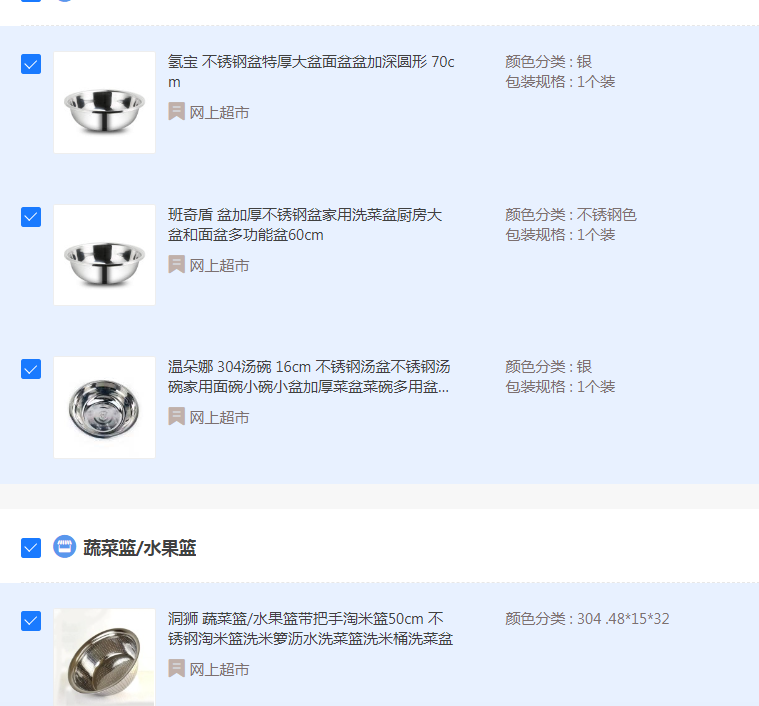 氢宝 不锈钢盆特厚大盆面盆盆加深圆形 70c
m
网上超市
颜色分类 : 银
包装规格 : 1个装
班奇盾 盆加厚不锈钢盆家用洗菜盆厨房大
盆和面盆多功能盆60cm
网上超市
颜色分类 : 不锈钢色
包装规格 : 1个装
温朵娜 304汤碗 16cm 不锈钢汤盆不锈钢汤
碗家用面碗小碗小盆加厚菜盆菜碗多用盆...
网上超市
颜色分类 : 银
包装规格 : 1个装
蔬菜篮/水果篮
洞狮 蔬菜篮/水果篮带把手淘米篮50cm 不
锈钢淘米篮洗米箩沥水洗菜篮洗米桶洗菜盆
网上超市
颜色分类 : 304 .48*15*32